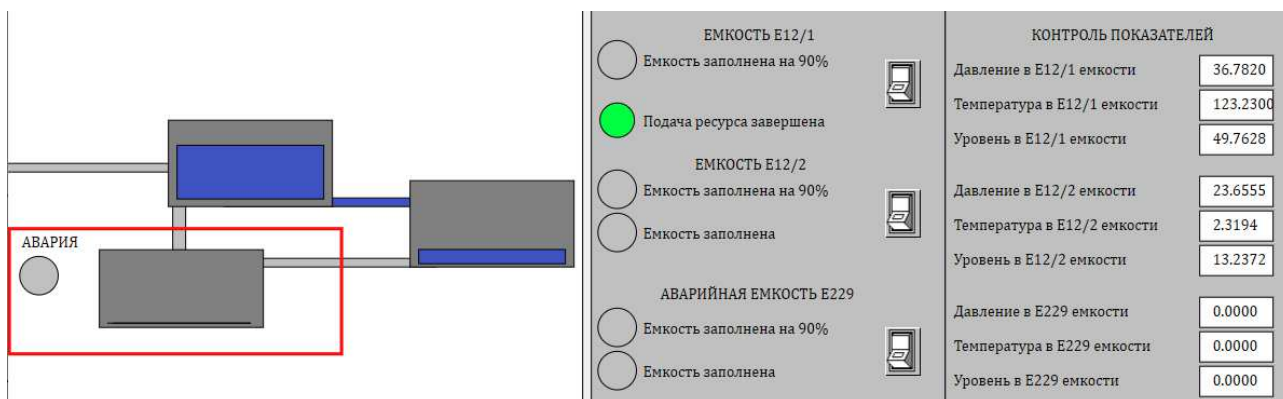 АВАРИЯ
ЕМКОСТЬ Е12/1
Емкость заполнена на 90%
Подача ресурса завершена
ЕМКОСТЬ Е12/2
Емкость заполнена на 90%
Емкость заполнена
АВАРИЙНАЯ ЕМКОСТЬ Е229
Емкость заполнена на 90%
Емкость заполнена
КОНТРОЛЬ ПОКАЗАТЕЛЕЙ
Давление в Е12/1 емкости 36.7820
Температура в Е12/1 емкости 123.2300
Уровень в Е12/1 емкости 49.7628
Давление в Е12/2 емкости 23.6555
Температура в Е12/2 емкости 2.3194
Уровень в Е12/2 емкости 13.2372
Давление в Е229 емкости 0.0000
Температура в Е229 емкости 0.0000
Уровень в Е229 емкости 0.0000